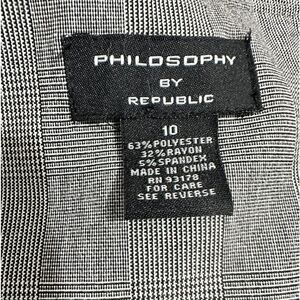 PHILOSOPHY
BY
REPUBLIC
10
63% POLYESTER
32% RAYON
5% SPANDEX
MADE IN CHINA
RN 93178
FOR CARE
SEE REVERSE